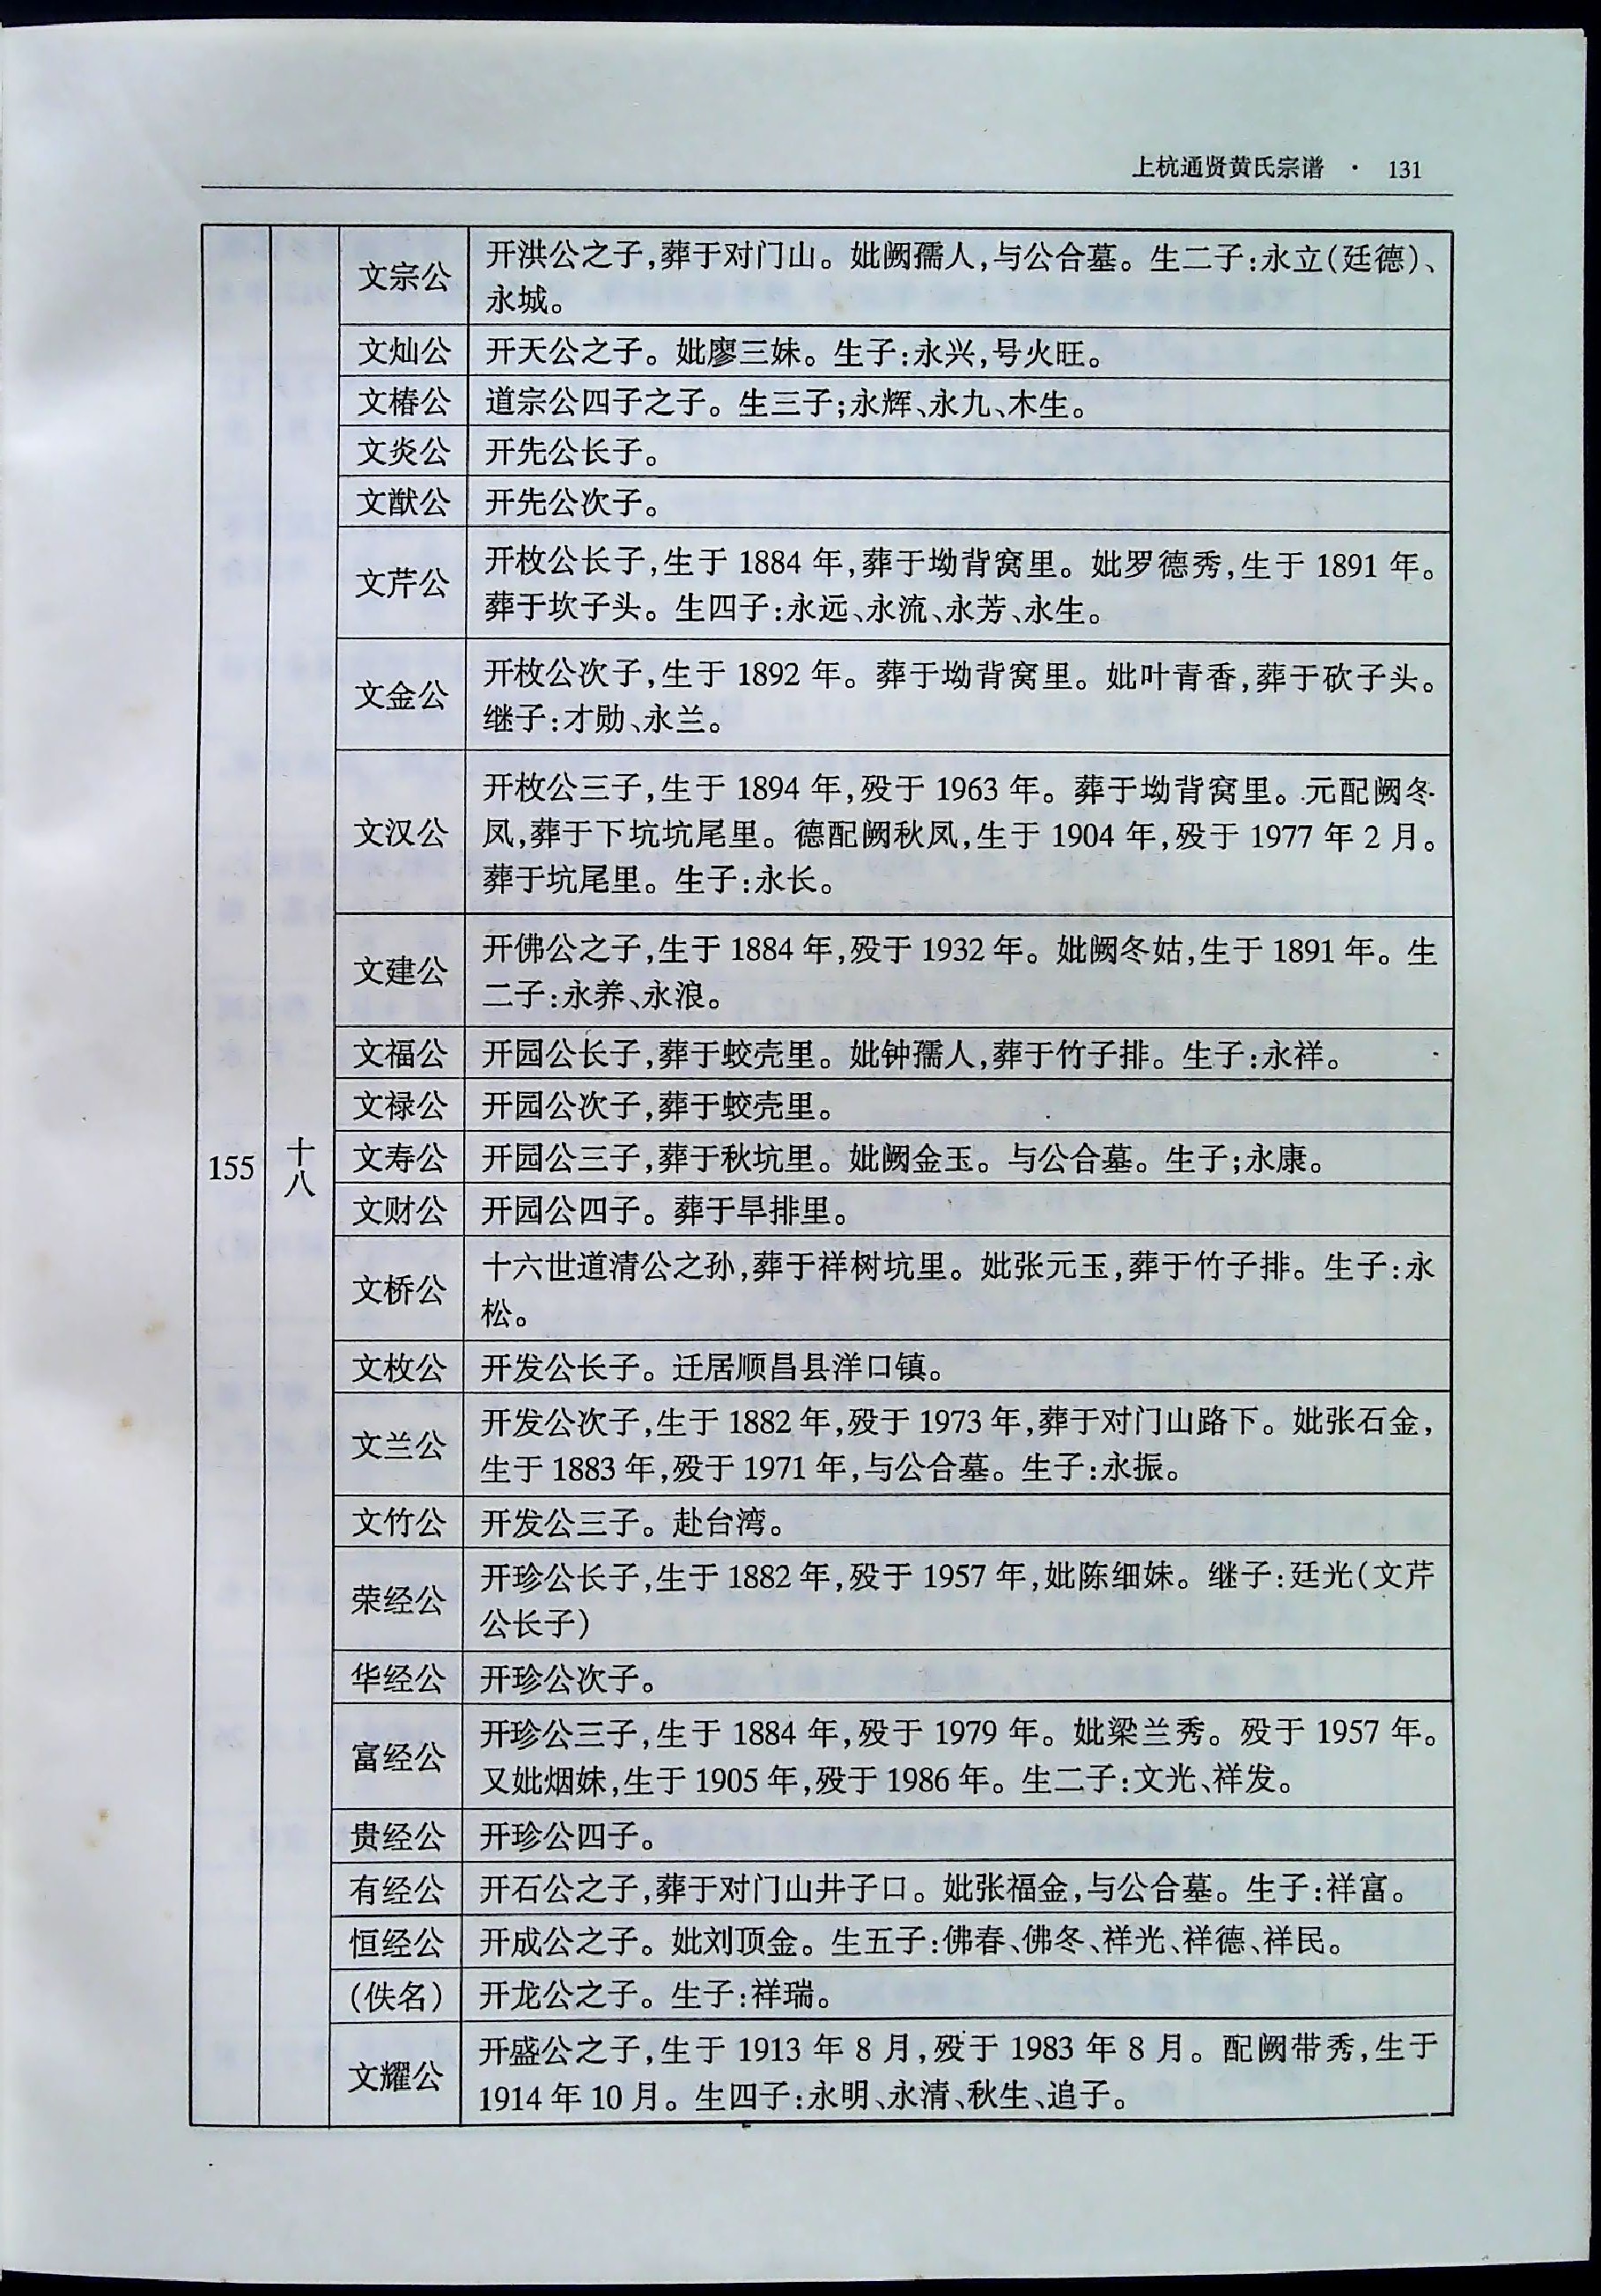 上杭通贤黄氏宗谱 · 131
155
十八
文宗公
开洪公之子,葬于对门山。妣阙孺人,与公合墓。生二子:永立(廷德)、
永城。
文灿公
开天公之子。妣廖三妹。生子:永兴,号火旺。
文椿公
道宗公四子之子。生三子;永辉、永九、木生。
文炎公
开先公长子。
文猷公
开先公次子。
文芹公
开枚公长子,生于 1884 年,葬于坳背窝里。妣罗德秀,生于 1891 年。
葬于坎子头。生四子:永远、永流、永芳、永生。
文金公
开枚公次子,生于 1892 年。葬于坳背窝里。妣叶青香,葬于砍子头。
继子:才勋、永兰。
文汉公
开枚公三子,生于 1894 年,殁于 1963 年。葬于坳背窝里。元配阙冬
凤,葬于下坑坑尾里。德配阙秋凤,生于 1904 年,殁于 1977 年 2 月。
葬于坑尾里。生子:永长。
文建公
开佛公之子,生于 1884 年,殁于 1932 年。妣阙冬姑,生于 1891 年。生
二子:永养、永浪。
文福公
开园公长子,葬于蛟壳里。妣钟孺人,葬于竹子排。生子:永祥。
文禄公
开园公次子,葬于蛟壳里。
文寿公
开园公三子,葬于秋坑里。妣阙金玉。与公合墓。生子;永康。
文财公
开园公四子。葬于旱排里。
文桥公
十六世道清公之孙,葬于祥树坑里。妣张元玉,葬于竹子排。生子:永
松。
文枚公
开发公长子。迁居顺昌县洋口镇。
文兰公
开发公次子,生于 1882 年,殁于 1973 年,葬于对门山路下。妣张石金,
生于 1883 年,殁于 1971 年,与公合墓。生子:永振。
文竹公
开发公三子。赴台湾。
荣经公
开珍公长子,生于 1882 年,殁于 1957 年,妣陈细妹。继子:廷光(文芹
公长子)
华经公
开珍公次子。
富经公
开珍公三子,生于 1884 年,殁于 1979 年。妣梁兰秀。殁于 1957 年。
又妣烟妹,生于 1905 年,殁于 1986 年。生二子:文光、祥发。
贵经公
开珍公四子。
有经公
开石公之子,葬于对门山井子口。妣张福金,与公合墓。生子:祥富。
恒经公
开成公之子。妣刘顶金。生五子:佛春、佛冬、祥光、祥德、祥民。
(佚名)
开龙公之子。生子:祥瑞。
文耀公
开盛公之子,生于 1913 年 8 月,殁于 1983 年 8 月。配阙带秀,生于
1914 年 10 月。生四子:永明、永清、秋生、追子。